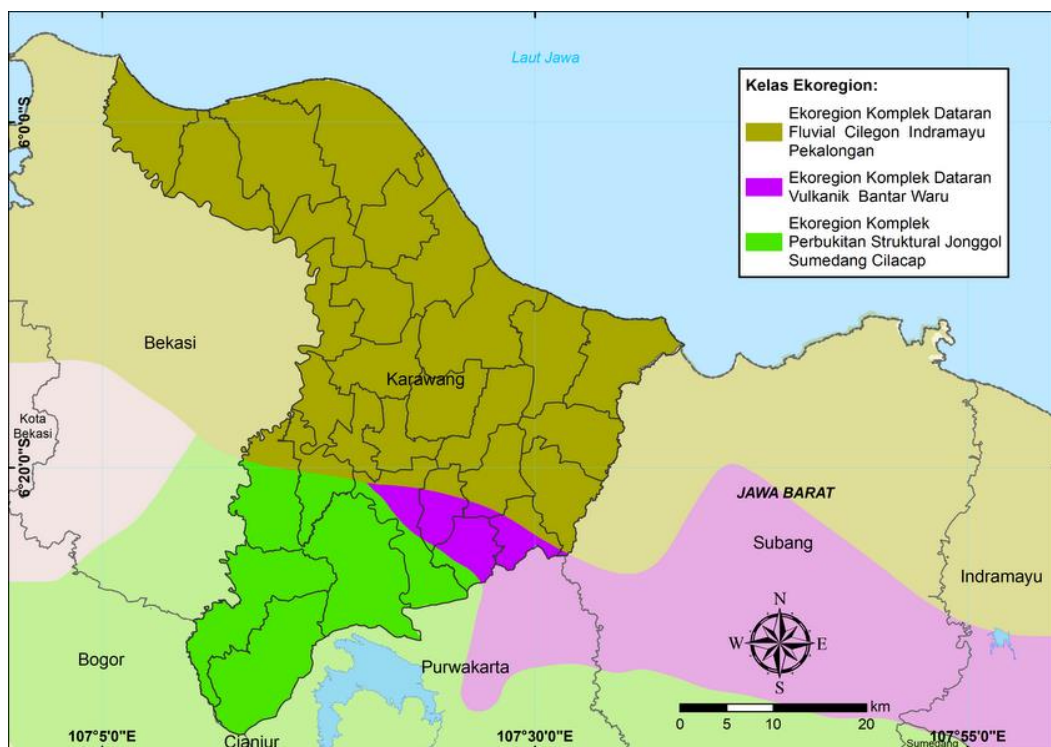 Laut Jawa
Kelas Ekoregion:
Ekoregion Komplek Dataran
Fluvial Cilegon Indramayu
Pekalongan
Ekoregion Komplek Dataran
Vulkanik Bantar Waru
Ekoregion Komplek
Perbukitan Struktural Jonggol
Sumedang Cilacap
6°0'0"S
Bekasi
Karawang
Kota
Bekasi
6°20'0"S
JAWA BARAT
Subang
Indramayu
N
W E
S
Bogor
Purwakarta
km
0 5 10 20
107°5'0"E
Cianjur
107°30'0"E
107°55'0"E
Sumedang